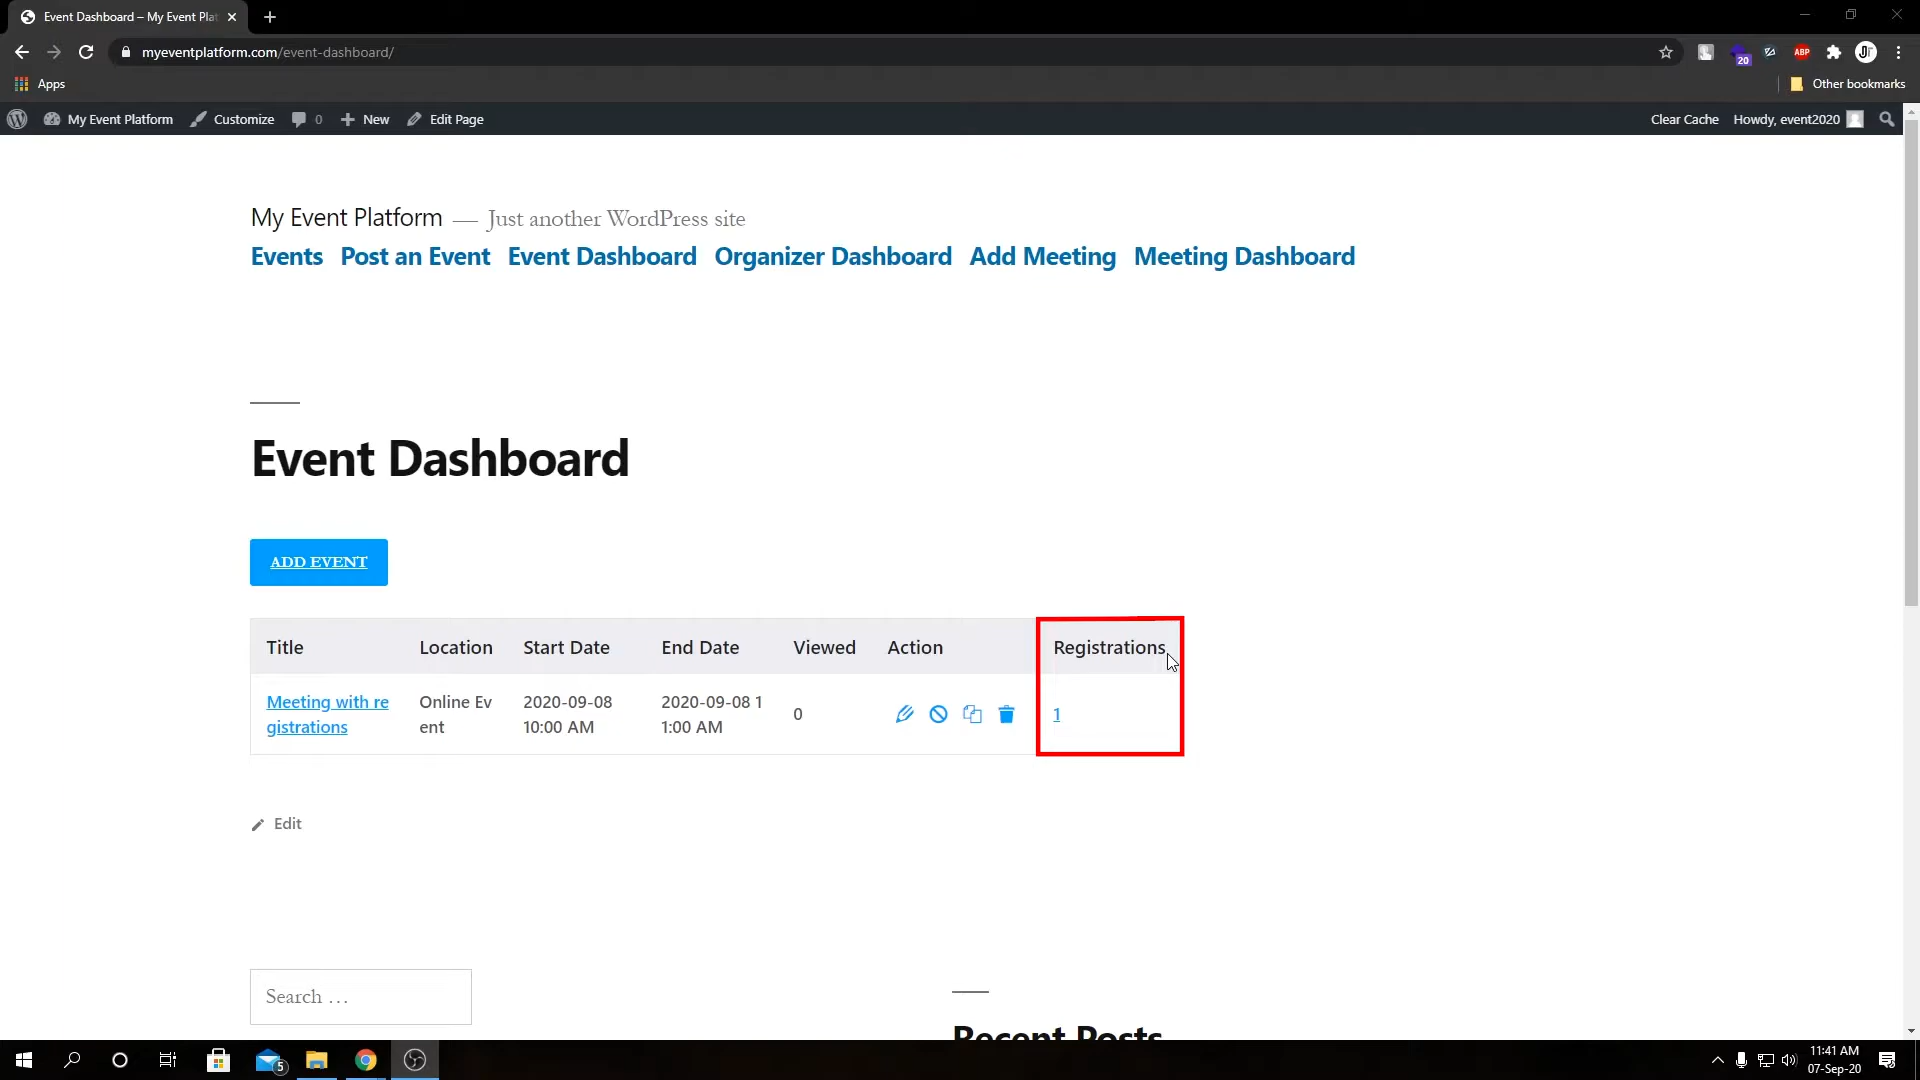 Event Dashboard – My Event Plat
myeventplatform.com/event-dashboard/
20
ABP
Apps
Other bookmarks
My Event Platform
Customize
0
New
Edit Page
Clear Cache
Howdy, event2020
My Event Platform — Just another WordPress site
Events Post an Event Event Dashboard Organizer Dashboard Add Meeting Meeting Dashboard
Event Dashboard
ADD EVENT
Title Location Start Date End Date Viewed Action Registrations
Meeting with re Online Ev 2020-09-08 2020-09-08 1 0 1
gistrations ent 10:00 AM 1:00 AM
Edit
Search …
Recent Posts
5
11:41 AM
07-Sep-20